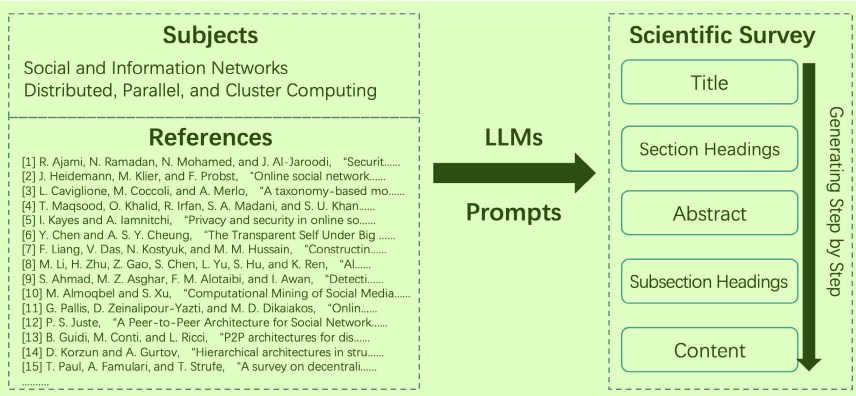 Subjects
Social and Information Networks
Distributed, Parallel, and Cluster Computing
References
[1] R. Ajami, N. Ramadan, N. Mohamed, and J. Al-Jaroodi, "Securit......
[2] J. Heidemann, M. Klier, and F. Probst, "Online social network......
[3] L. Caviglione, M. Coccoli, and A. Merlo, "A taxonomy-based mo......
[4] T. Maqsood, O. Khalid, R. Irfan, S. A. Madani, and S. U. Khan......
[5] I. Kayes and A. Iamnitchi, "Privacy and security in online so......
[6] Y. Chen and A. S. Y. Cheung, "The Transparent Self Under Big ......
[7] F. Liang, V. Das, N. Kostyuk, and M. M. Hussain, "Constructin......
[8] M. Li, H. Zhu, Z. Gao, S. Chen, L. Yu, S. Hu, and K. Ren, "Al......
[9] S. Ahmad, M. Z. Asghar, F. M. Alotaibi, and I. Awan, "Detecti......
[10] M. Almoqbel and S. Xu, "Computational Mining of Social Media......
[11] G. Pallis, D. Zeinalipour-Yazti, and M. D. Dikaiakos, "Onlin......
[12] P. S. Juste, "A Peer-to-Peer Architecture for Social Network......
[13] B. Guidi, M. Conti, and L. Ricci, "P2P architectures for dis......
[14] D. Korzun and A. Gurtov, "Hierarchical architectures in stru......
[15] T. Paul, A. Famulari, and T. Strufe, "A survey on decentrali......
..........
LLMs
Prompts
Scientific Survey
Title
Section Headings
Abstract
Subsection Headings
Content
Generating Step by Step